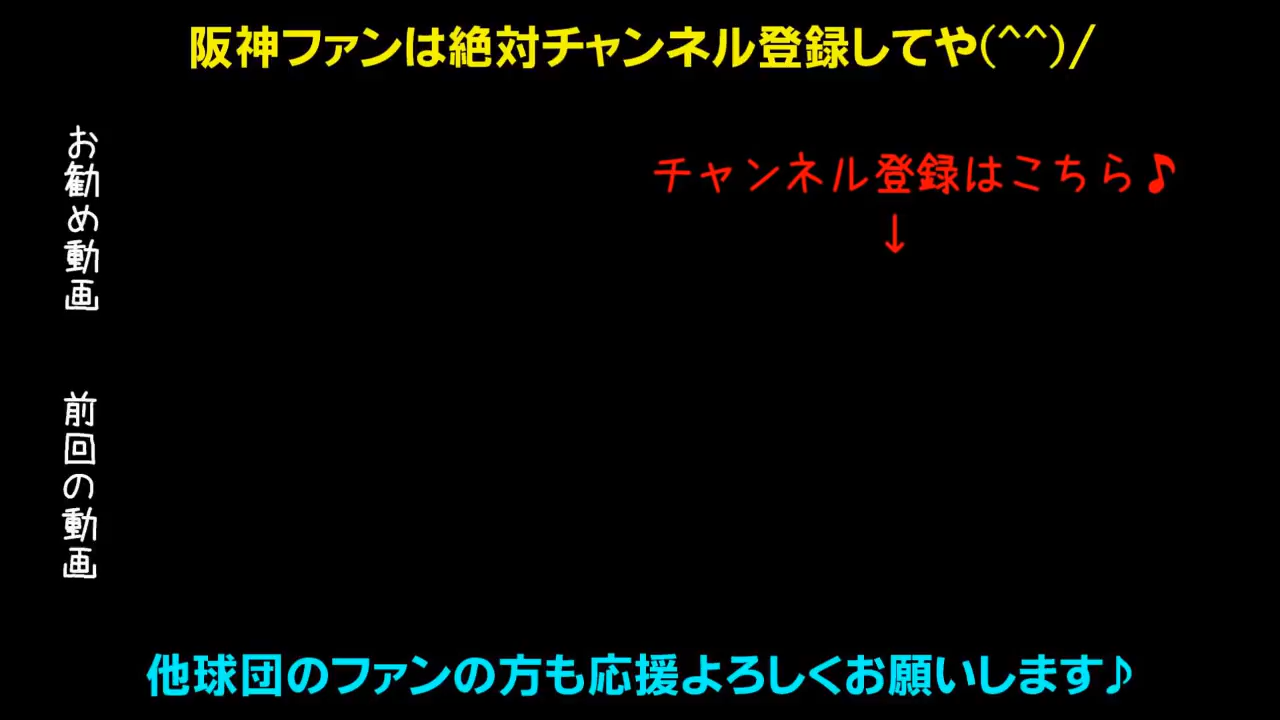 阪神ファンは絶対チャンネル登録してや(^^)/
お勧め動画
チャンネル登録はこちら♪
↓
前回の動画
他球団のファンの方も応援よろしくお願いします♪